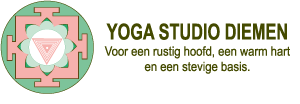 YOGA STUDIO DIEMEN
Voor een rustig hoofd, een warm hart
en een stevige basis.